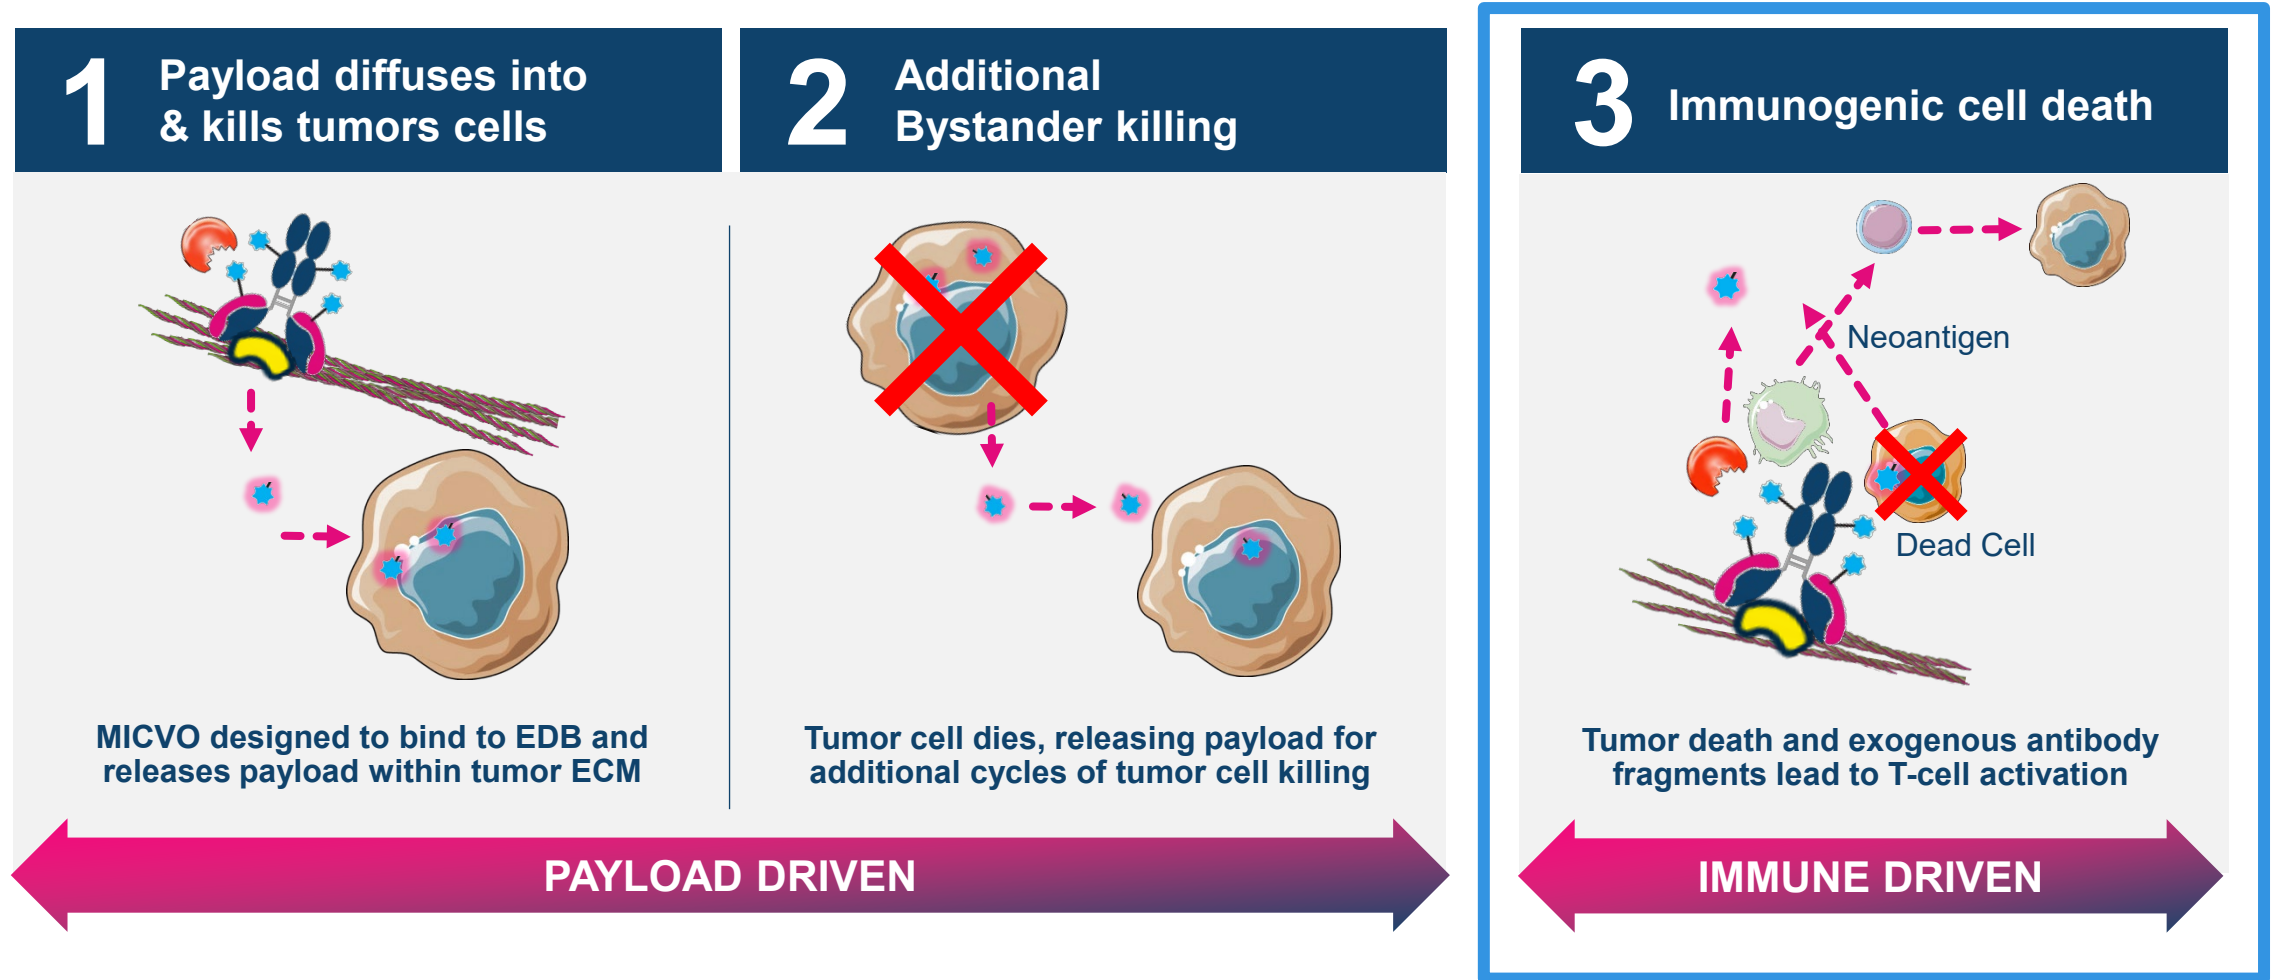 1
Payload diffuses into
& kills tumors cells
2
Additional
Bystander killing
3
Immunogenic cell death
Neoantigen
Dead Cell
MICVO designed to bind to EDB and
releases payload within tumor ECM
Tumor cell dies, releasing payload for
additional cycles of tumor cell killing
Tumor death and exogenous antibody
fragments lead to T-cell activation
PAYLOAD DRIVEN
IMMUNE DRIVEN